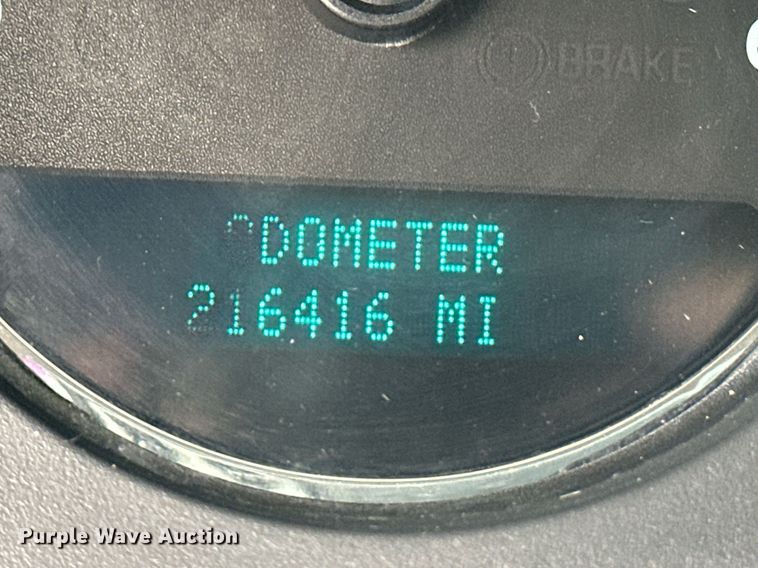 BRAKE
ODOMETER
216416 MI
Purple Wave Auction